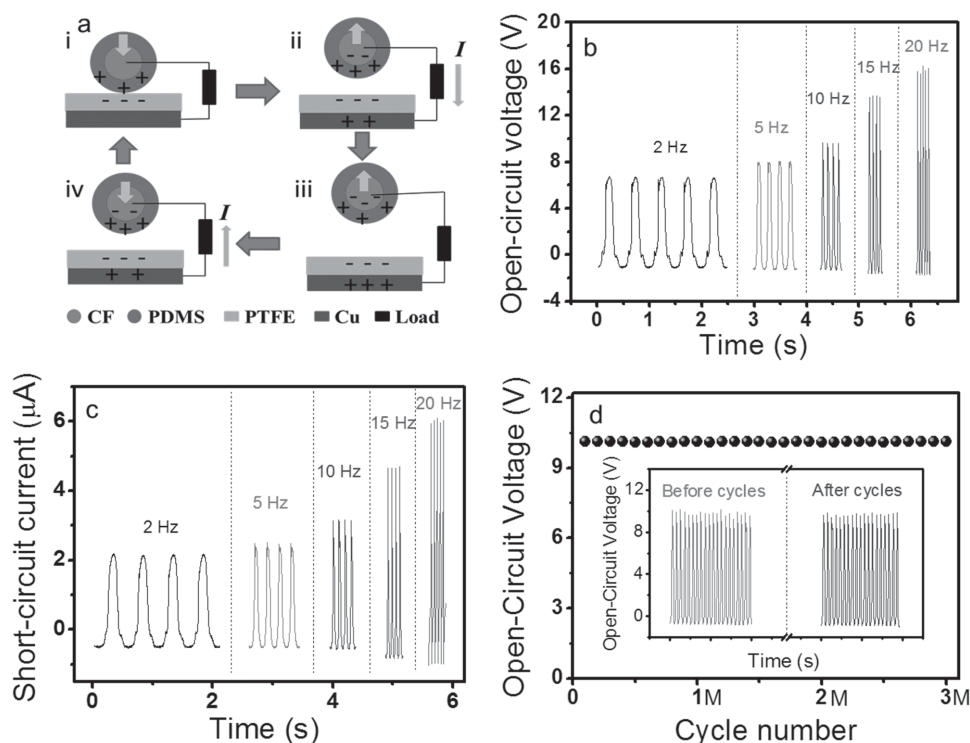 a
i
ii
I
iv
iii
I
CF PDMS PTFE Cu Load
b
Open-circuit voltage (V)
20
16
12
8
4
0
-4
2 Hz
5 Hz
10 Hz
15 Hz
20 Hz
0 1 2 3 4 5 6
Time (s)
c
Short-circuit current (μA)
6
4
2
0
2 Hz
5 Hz
10 Hz
15 Hz
20 Hz
0 2 4 6
Time (s)
d
Open-Circuit Voltage (V)
12
9
6
3
0
Open-Circuit Voltage (V)
12
8
4
0
Before cycles
After cycles
Time (s)
0 1M 2M 3M
Cycle number